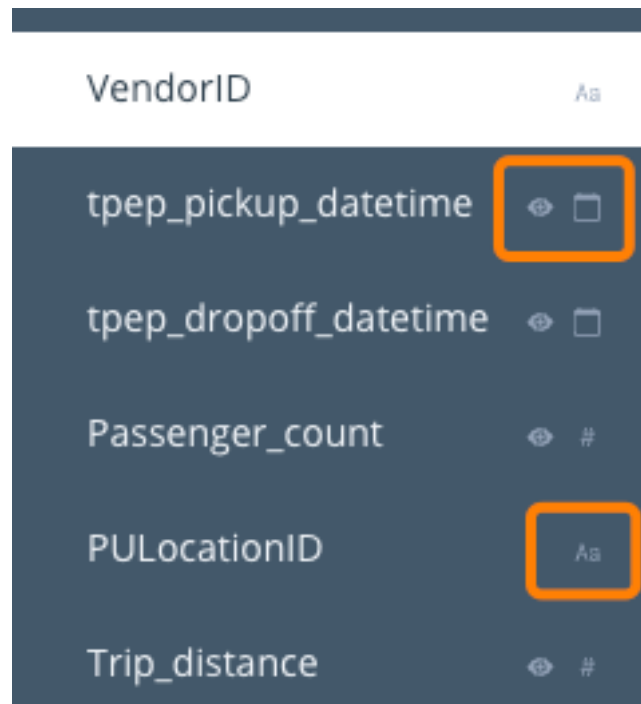 VendorID Aa
tpep_pickup_datetime
tpep_dropoff_datetime
Passenger_count #
PULocationID Aa
Trip_distance #